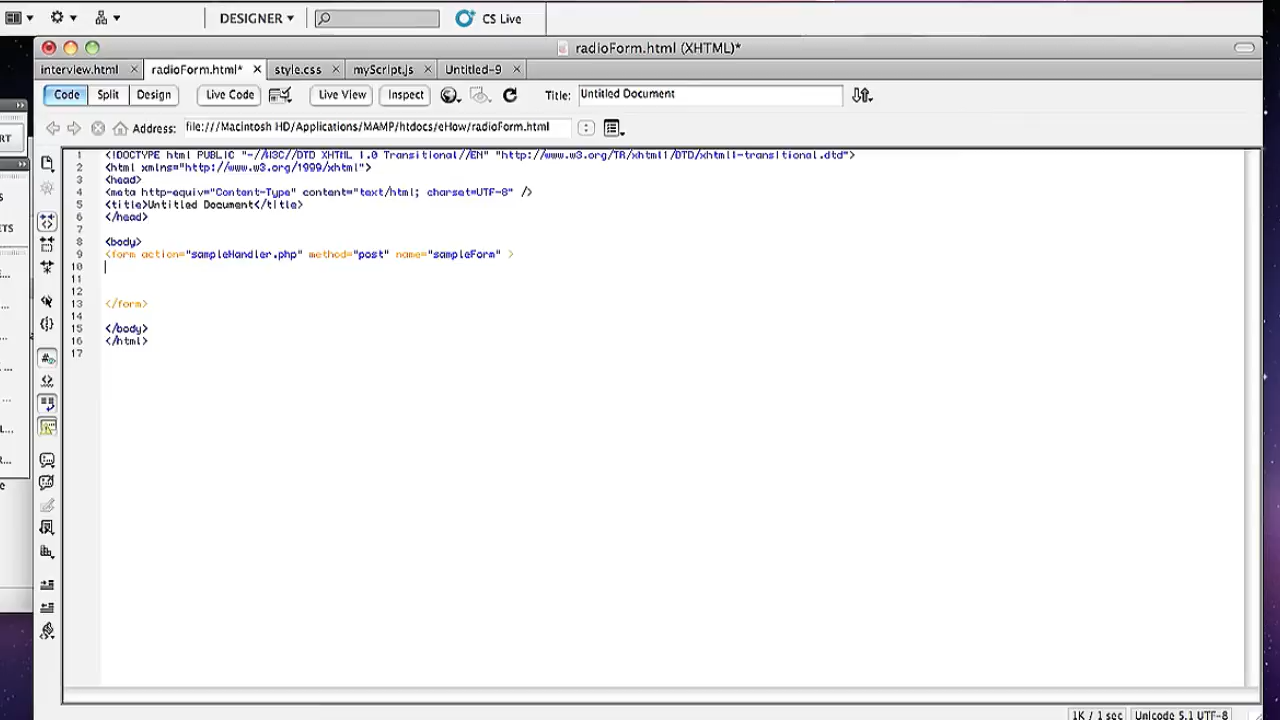 DESIGNER
CS Live
radioForm.html (XHTML)*
interview.html
radioForm.html*
style.css
myScript.js
Untitled-9
Code
Split
Design
Live Code
Live View
Inspect
Title:
Untitled Document
Address:
file:///Macintosh HD/Applications/MAMP/htdocs/eHow/radioForm.html
1 <!DOCTYPE html PUBLIC "-//W3C//DTD XHTML 1.0 Transitional//EN" "http://www.w3.org/TR/xhtml1/DTD/xhtml1-transitional.dtd">
2 <html xmlns="http://www.w3.org/1999/xhtml">
3 <head>
4 <meta http-equiv="Content-Type" content="text/html; charset=UTF-8" />
5 <title>Untitled Document</title>
6 </head>
7
8 <body>
9 <form action="sampleHandler.php" method="post" name="sampleForm" >
10
11
12
13 </form>
14
15 </body>
16 </html>
17
1K / 1 sec
Unicode 5.1 UTF-8